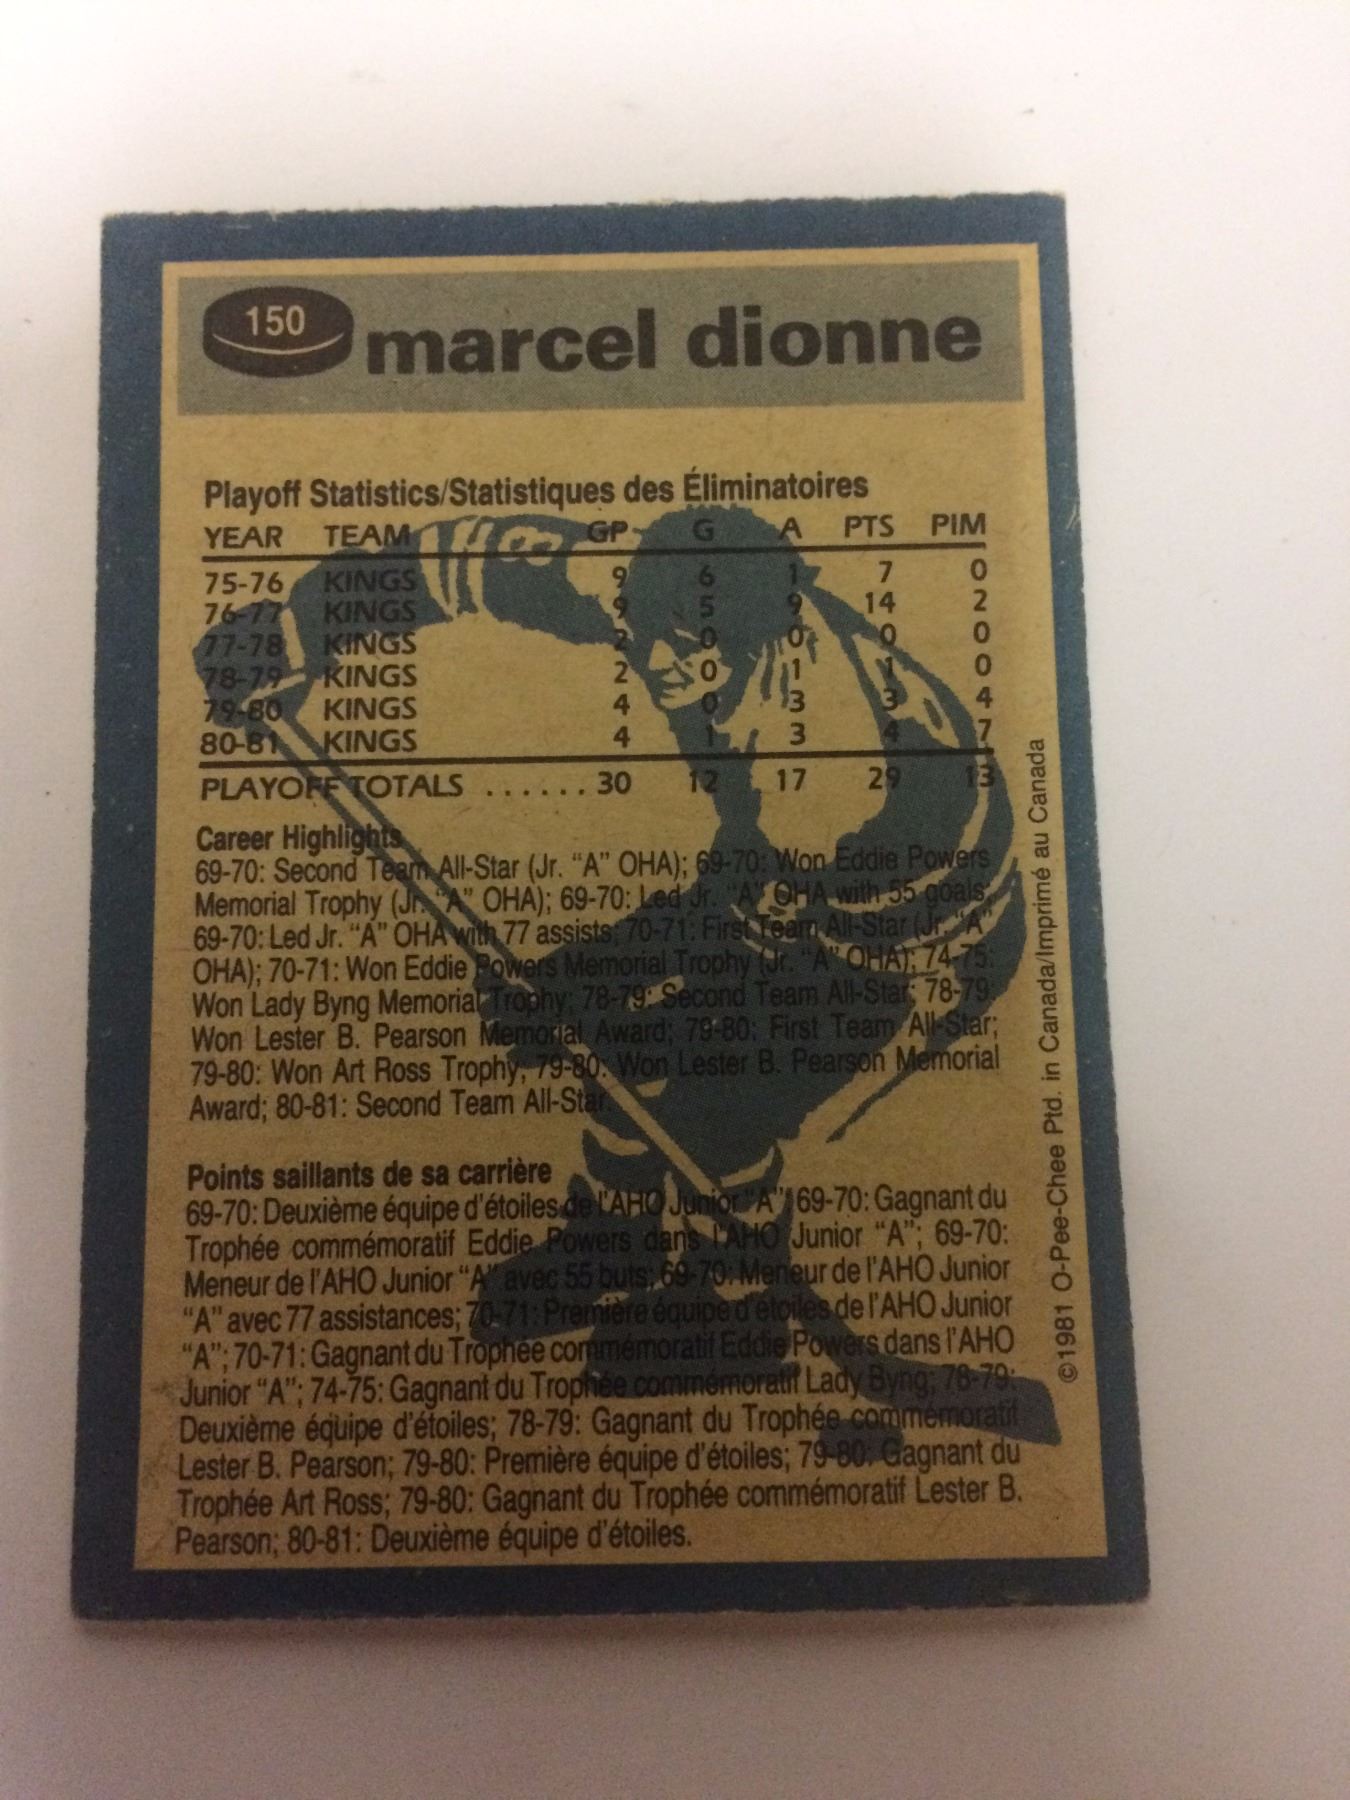 150
marcel dionne
Playoff Statistics/Statistiques des Éliminatoires
YEAR TEAM GP G A PTS PIM
75-76 KINGS 9 6 1 7 0
76-77 KINGS 9 5 9 14 2
77-78 KINGS 2 0 0 0 0
78-79 KINGS 2 0 1 1 0
79-80 KINGS 4 0 3 3 4
80-81 KINGS 4 1 3 4 7
PLAYOFF TOTALS ...... 30 12 17 29 13
Career Highlights
69-70: Second Team All-Star (Jr. "A" OHA); 69-70: Won Eddie Powers
Memorial Trophy (Jr. "A" OHA); 69-70: Led Jr. "A" OHA with 55 goals;
69-70: Led Jr. "A" OHA with 77 assists; 70-71: First Team All-Star (Jr. "A"
OHA); 70-71: Won Eddie Powers Memorial Trophy (Jr. "A" OHA); 74-75:
Won Lady Byng Memorial Trophy; 78-79: Second Team All-Star; 78-79:
Won Lester B. Pearson Memorial Award; 79-80: First Team All-Star;
79-80: Won Art Ross Trophy; 79-80: Won Lester B. Pearson Memorial
Award; 80-81: Second Team All-Star.
Points saillants de sa carrière
69-70: Deuxième équipe d'étoiles de l'AHO Junior "A"; 69-70: Gagnant du
Trophée commémoratif Eddie Powers dans l'AHO Junior "A"; 69-70:
Meneur de l'AHO Junior "A" avec 55 buts; 69-70: Meneur de l'AHO Junior
"A" avec 77 assistances; 70-71: Première équipe d'étoiles de l'AHO Junior
"A"; 70-71: Gagnant du Trophée commémoratif Eddie Powers dans l'AHO
Junior "A"; 74-75: Gagnant du Trophée commémoratif Lady Byng; 78-79:
Deuxième équipe d'étoiles; 78-79: Gagnant du Trophée commémoratif
Lester B. Pearson; 79-80: Première équipe d'étoiles; 79-80: Gagnant du
Trophée Art Ross; 79-80: Gagnant du Trophée commémoratif Lester B.
Pearson; 80-81: Deuxième équipe d'étoiles.
©1981 O-Pee-Chee Ptd. in Canada/Imprimé au Canada